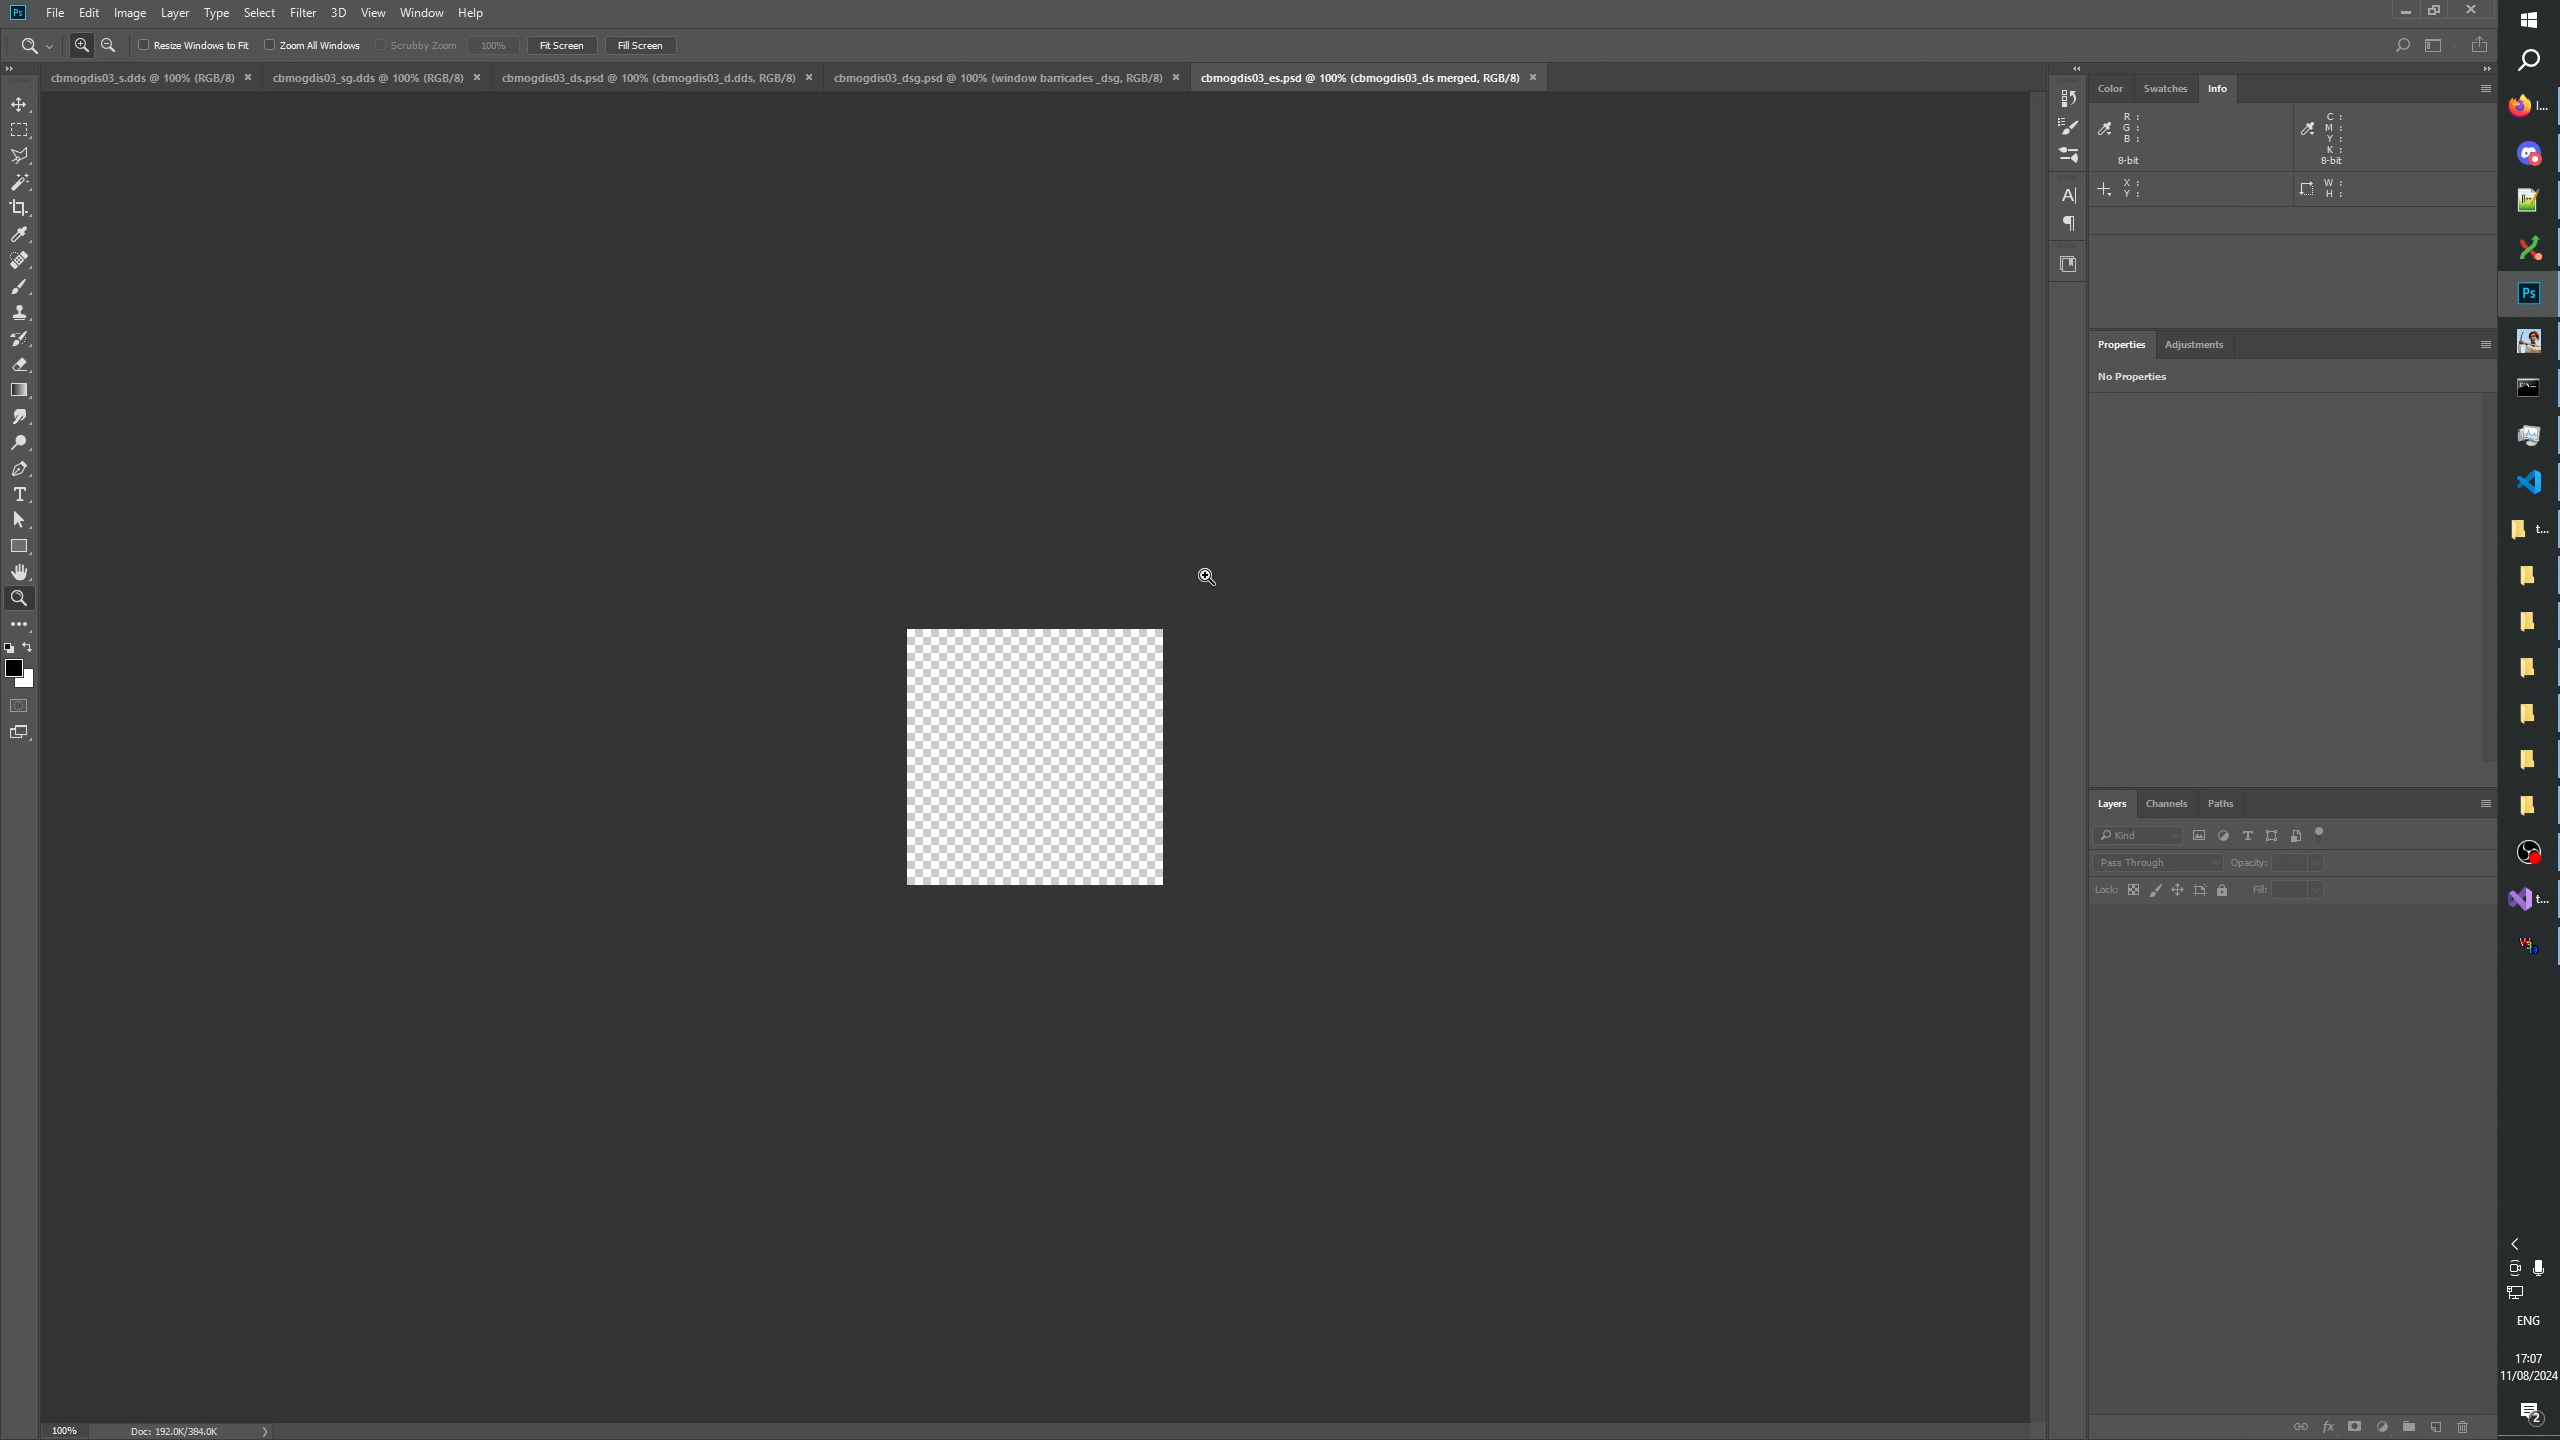 Ps File Edit Image Layer Type Select Filter 3D View Window Help
Resize Windows to Fit Zoom All Windows Scrubby Zoom 100% Fit Screen Fill Screen
cbmogdis03_s.dds @ 100% (RGB/8) × cbmogdis03_sg.dds @ 100% (RGB/8) × cbmogdis03_ds.psd @ 100% (cbmogdis03_d.dds, RGB/8) × cbmogdis03_dsg.psd @ 100% (window barricades _dsg, RGB/8) × cbmogdis03_es.psd @ 100% (cbmogdis03_ds merged, RGB/8) ×
Color Swatches Info
R : C :
G : M :
B : Y :
K :
8-bit 8-bit
X : W :
Y : H :
Properties Adjustments
No Properties
Layers Channels Paths
Kind
Pass Through Opacity:
Lock: Fill:
100% Doc: 192.0K/384.0K
l...
Ps
t...
t...
ENG
17:07
11/08/2024
2